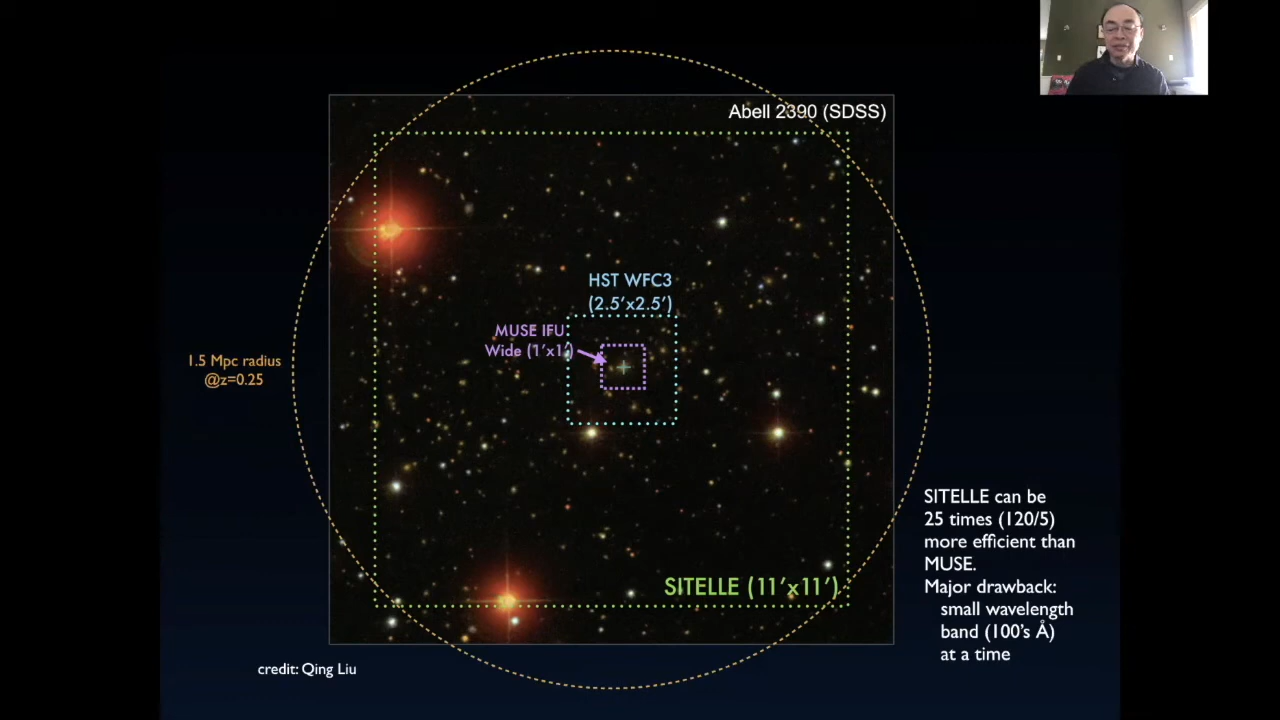 Abell 2390 (SDSS)
HST WFC3
(2.5′x2.5′)
MUSE IFU
Wide (1′x1′)
1.5 Mpc radius
@z=0.25
SITELLE can be
25 times (120/5)
more efficient than
MUSE.
Major drawback:
small wavelength
band (100's Å)
at a time
SITELLE (11′x11′)
credit: Qing Liu